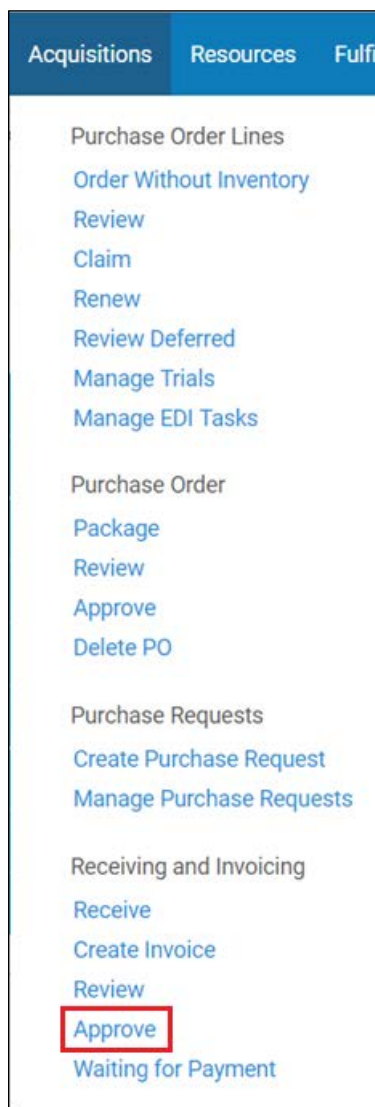 Acquisitions Resources
Purchase Order Lines
Order Without Inventory
Review
Claim
Renew
Review Deferred
Manage Trials
Manage EDI Tasks
Purchase Order
Package
Review
Approve
Delete PO
Purchase Requests
Create Purchase Request
Manage Purchase Requests
Receiving and Invoicing
Receive
Create Invoice
Review
Approve
Waiting for Payment